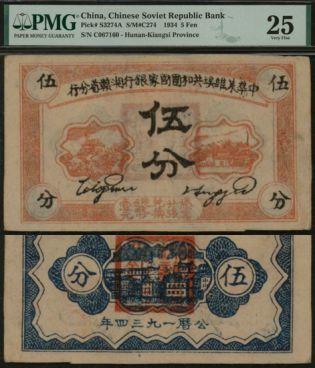 PMG
PAPER MONEY GUARANTY
China, Chinese Soviet Republic Bank
Pick# S3274A S/M#C274 1934 5 Fen
S/N C067160 - Hunan-Kiangsi Province
25
Very Fine
伍
伍
行分省贛湘行銀家國國和共埃維蘇華中
伍分
分
分
分
伍
年四三九一曆公